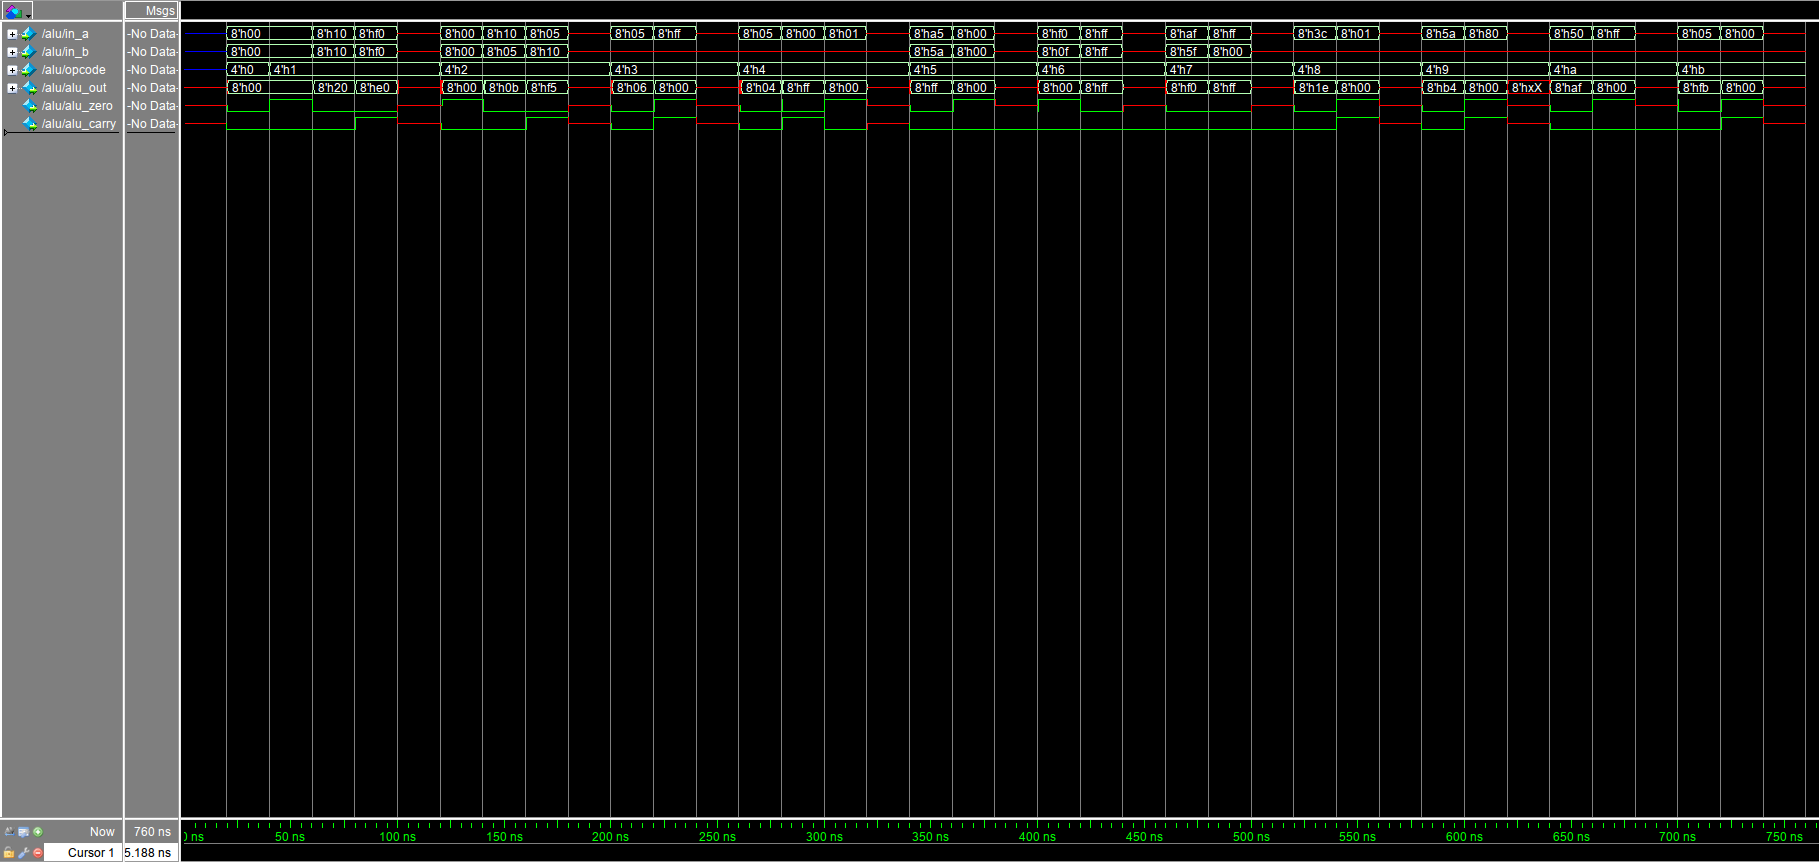 Msgs
/alu/in_a -No Data- 8'h00 8'h10 8'hf0 8'h00 8'h10 8'h05 8'h05 8'hff 8'h05 8'h00 8'h01 8'ha5 8'h00 8'hf0 8'hff 8'haf 8'hff 8'h3c 8'h01 8'h5a 8'h80 8'h50 8'hff 8'h05 8'h00
/alu/in_b -No Data- 8'h00 8'h10 8'hf0 8'h00 8'h05 8'h10 8'h5a 8'h00 8'h0f 8'hff 8'h5f 8'h00
/alu/opcode -No Data- 4'h0 4'h1 4'h2 4'h3 4'h4 4'h5 4'h6 4'h7 4'h8 4'h9 4'ha 4'hb
/alu/alu_out -No Data- 8'h00 8'h20 8'he0 8'h00 8'h0b 8'hf5 8'h06 8'h00 8'h04 8'hff 8'h00 8'hff 8'h00 8'h00 8'hff 8'hf0 8'hff 8'h1e 8'h00 8'hb4 8'h00 8'hxX 8'haf 8'h00 8'hfb 8'h00
/alu/alu_zero -No Data-
/alu/alu_carry -No Data-
Now 760 ns 0 ns 50 ns 100 ns 150 ns 200 ns 250 ns 300 ns 350 ns 400 ns 450 ns 500 ns 550 ns 600 ns 650 ns 700 ns 750 ns
Cursor 1 5.188 ns